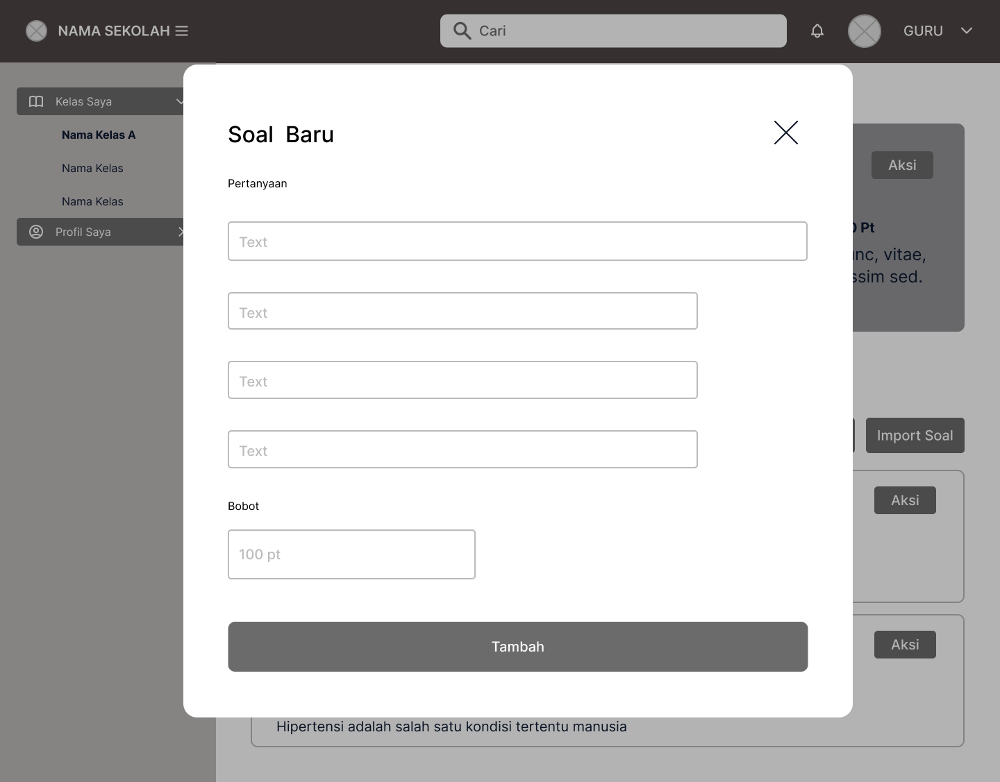 NAMA SEKOLAH
Cari
GURU
Kelas Saya
Nama Kelas A
Nama Kelas
Nama Kelas
Profil Saya
Soal Baru
Pertanyaan
Text
Text
Text
Text
Bobot
100 pt
Tambah
Aksi
Pt
vitae,
sed.
Import Soal
Aksi
Aksi
Hipertensi adalah salah satu kondisi tertentu manusia